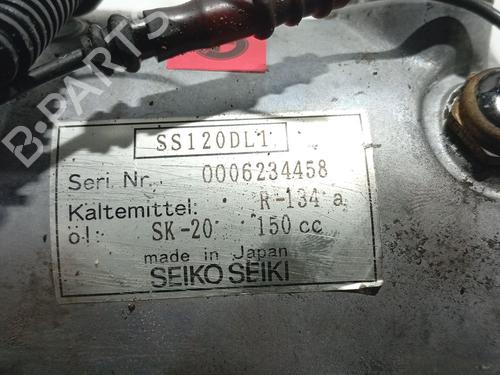 B-PARTS
SS120DL1
Seri. Nr. 0006234458
Kaltemittel: R-134 a
öl: SK-20 150 cc
made in Japan
SEIKO SEIKI